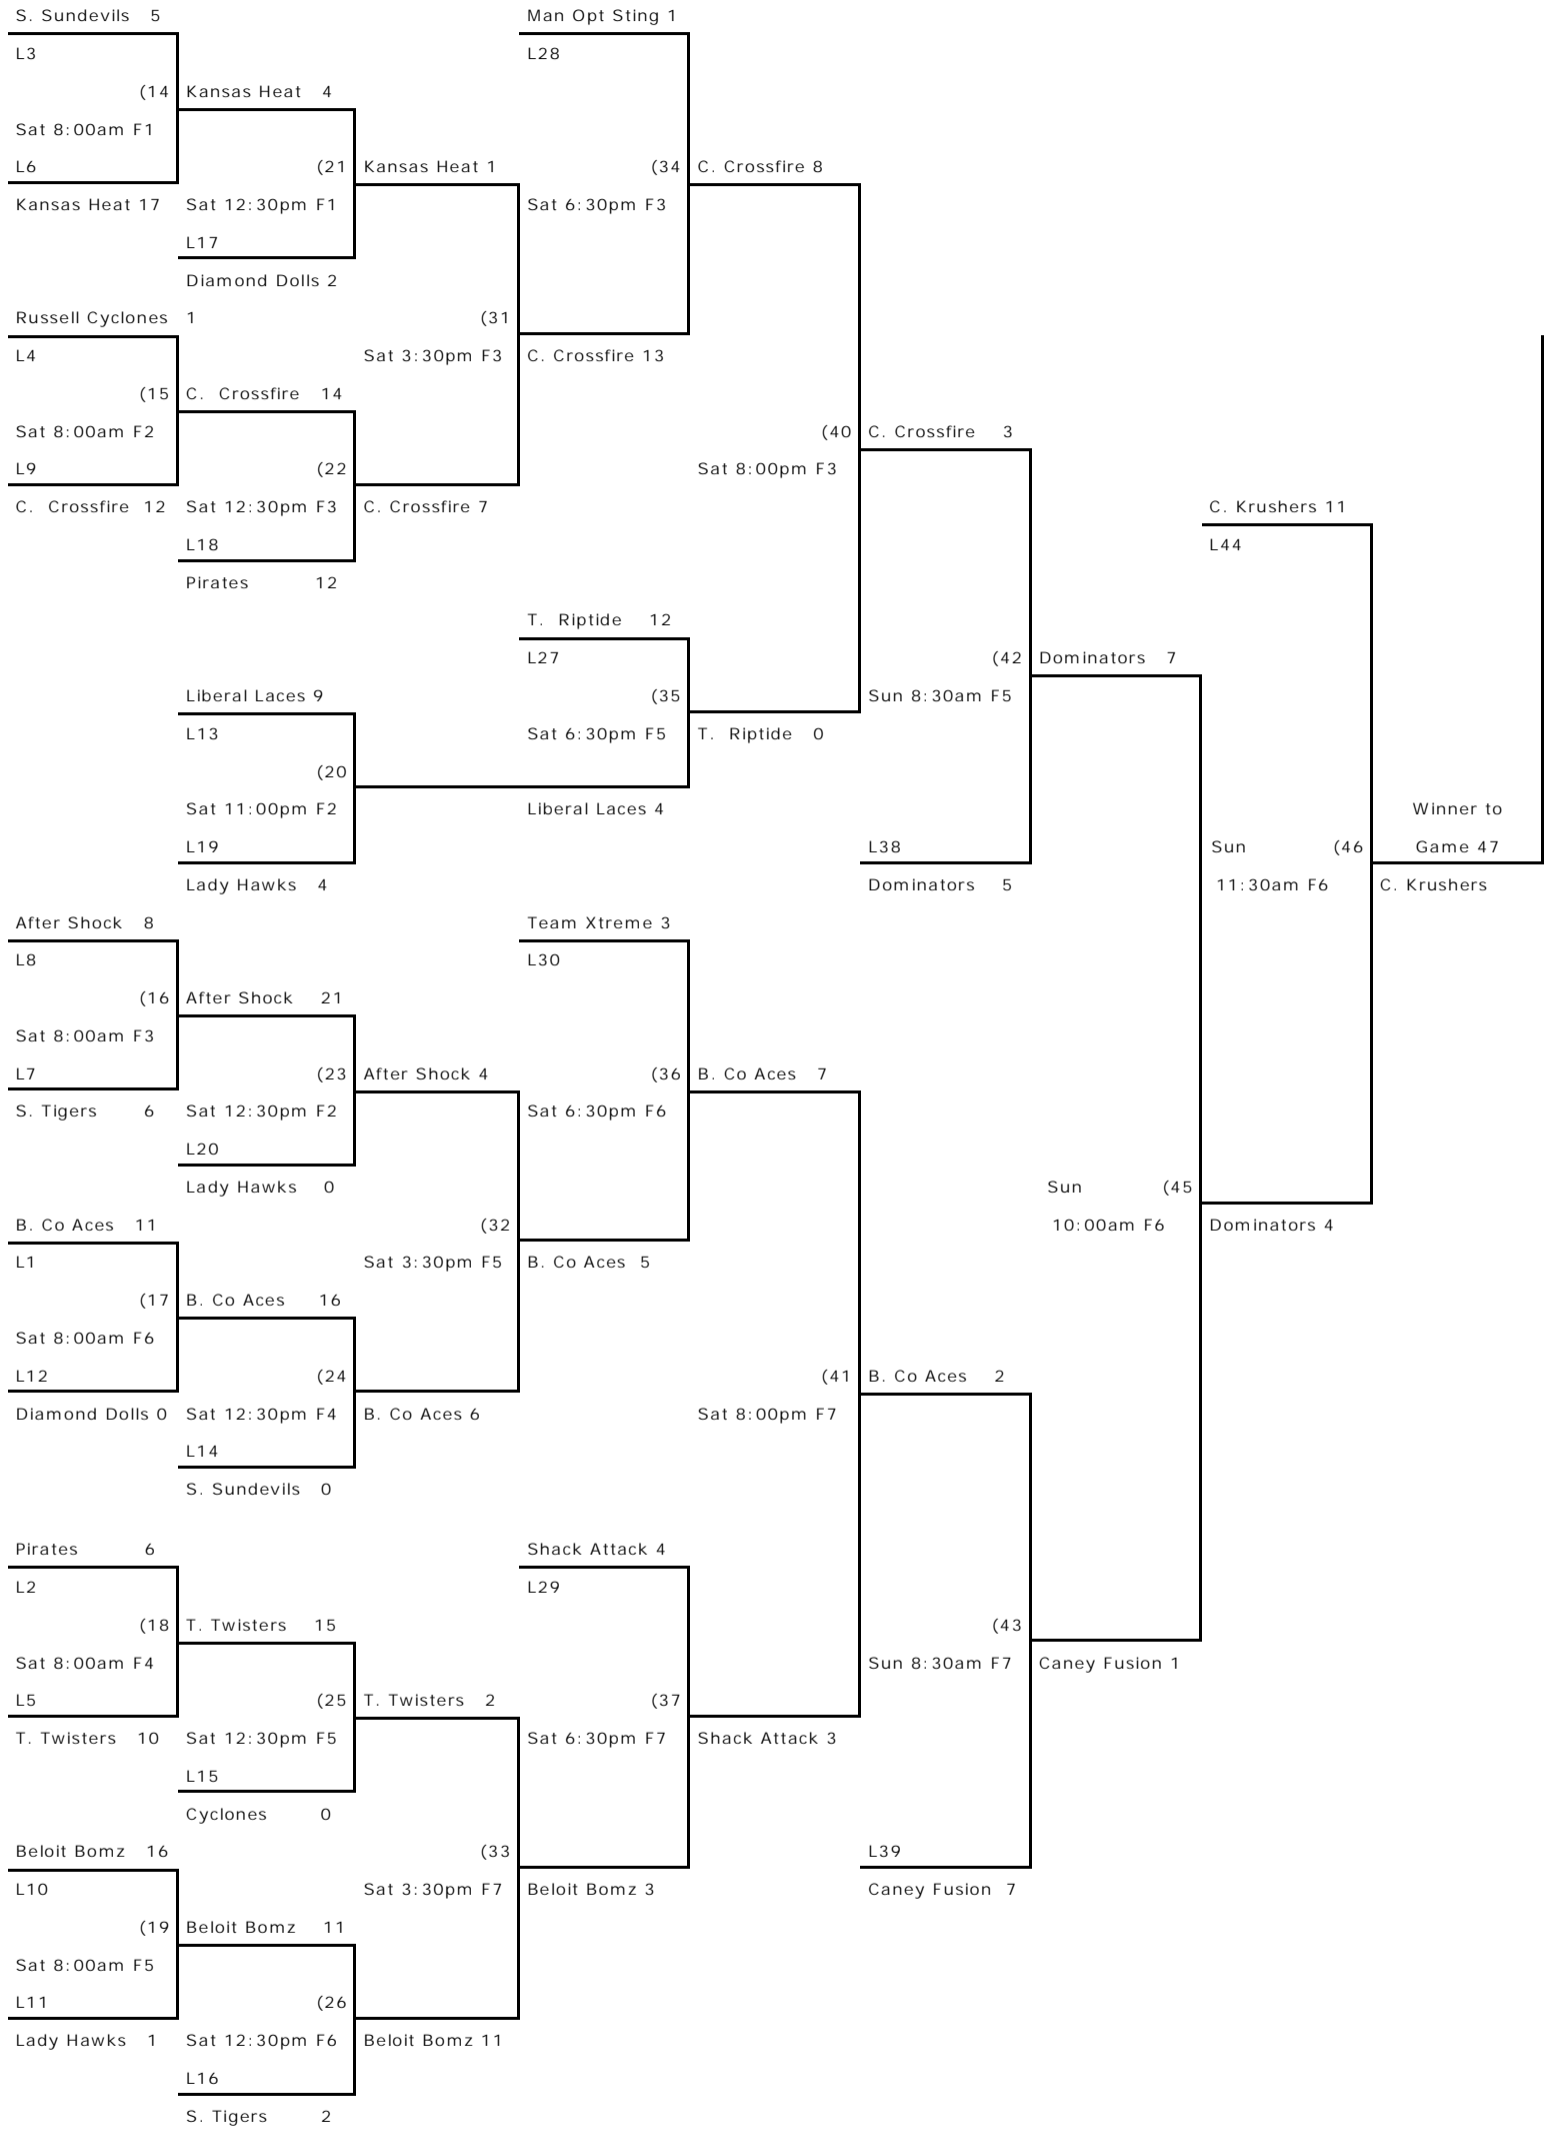 S. Sundevils 5
Man Opt Sting 1
L3
L28
(14 Kansas Heat 4
Sat 8:00am F1
L6
(21 Kansas Heat 1
(34 C. Crossfire 8
Kansas Heat 17
Sat 12:30pm F1
Sat 6:30pm F3
L17
Diamond Dolls 2
Russell Cyclones 1
(31
L4
Sat 3:30pm F3
C. Crossfire 13
(15 C. Crossfire 14
Sat 8:00am F2
(40 C. Crossfire 3
L9
(22
Sat 8:00pm F3
C. Crossfire 12
Sat 12:30pm F3
C. Crossfire 7
C. Krushers 11
L18
L44
Pirates 12
T. Riptide 12
L27
(42 Dominators 7
Liberal Laces 9
(35
Sun 8:30am F5
L13
Sat 6:30pm F5
T. Riptide 0
(20
Sat 11:00pm F2
Liberal Laces 4
Winner to
L19
L38
Sun (46
Game 47
Lady Hawks 4
Dominators 5
11:30am F6
C. Krushers
After Shock 8
Team Xtreme 3
L8
L30
(16 After Shock 21
Sat 8:00am F3
L7
(23 After Shock 4
(36 B. Co Aces 7
S. Tigers 6
Sat 12:30pm F2
Sat 6:30pm F6
L20
Lady Hawks 0
Sun (45
B. Co Aces 11
(32
10:00am F6
Dominators 4
L1
Sat 3:30pm F5
B. Co Aces 5
(17 B. Co Aces 16
Sat 8:00am F6
L12
(24
(41 B. Co Aces 2
Diamond Dolls 0
Sat 12:30pm F4
B. Co Aces 6
Sat 8:00pm F7
L14
S. Sundevils 0
Pirates 6
Shack Attack 4
L2
L29
(18 T. Twisters 15
(43
Sat 8:00am F4
Sun 8:30am F7
Caney Fusion 1
L5
(25 T. Twisters 2
(37
T. Twisters 10
Sat 12:30pm F5
Sat 6:30pm F7
Shack Attack 3
L15
Cyclones 0
Beloit Bomz 16
(33
L39
L10
Sat 3:30pm F7
Beloit Bomz 3
Caney Fusion 7
(19 Beloit Bomz 11
Sat 8:00am F5
L11
(26
Lady Hawks 1
Sat 12:30pm F6
Beloit Bomz 11
L16
S. Tigers 2